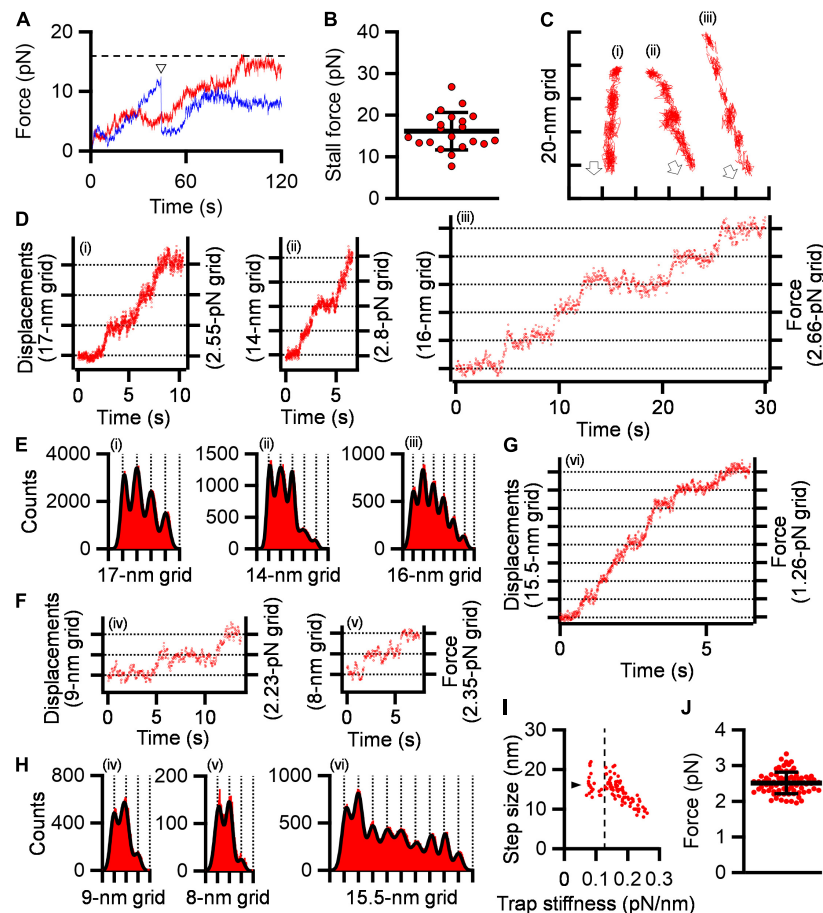 A
Force (pN)
20
10
0
0
60
120
Time (s)
B
Stall force (pN)
40
30
20
10
0
C
20-nm grid
(i)
(ii)
(iii)
D
Displacements
(17-nm grid)
(i)
(2.55-pN grid)
0
5
10
Time (s)
(14-nm grid)
(ii)
(2.8-pN grid)
0
5
Time (s)
(16-nm grid)
(iii)
Force
(2.66-pN grid)
0
10
20
30
Time (s)
E
Counts
4000
2000
0
(i)
17-nm grid
1500
1000
500
0
(ii)
14-nm grid
1000
500
0
(iii)
16-nm grid
F
Displacements
(9-nm grid)
(iv)
(2.23-pN grid)
0
5
10
Time (s)
(8-nm grid)
(v)
Force
(2.35-pN grid)
0
5
Time (s)
G
Displacements
(15.5-nm grid)
(vi)
Force
(1.26-pN grid)
0
5
Time (s)
H
Counts
800
400
0
(iv)
9-nm grid
200
100
0
(v)
8-nm grid
1000
500
0
(vi)
15.5-nm grid
I
Step size (nm)
30
20
10
0
0
0.1
0.2
0.3
Trap stiffness (pN/nm)
J
Force (pN)
4
3
2
1
0